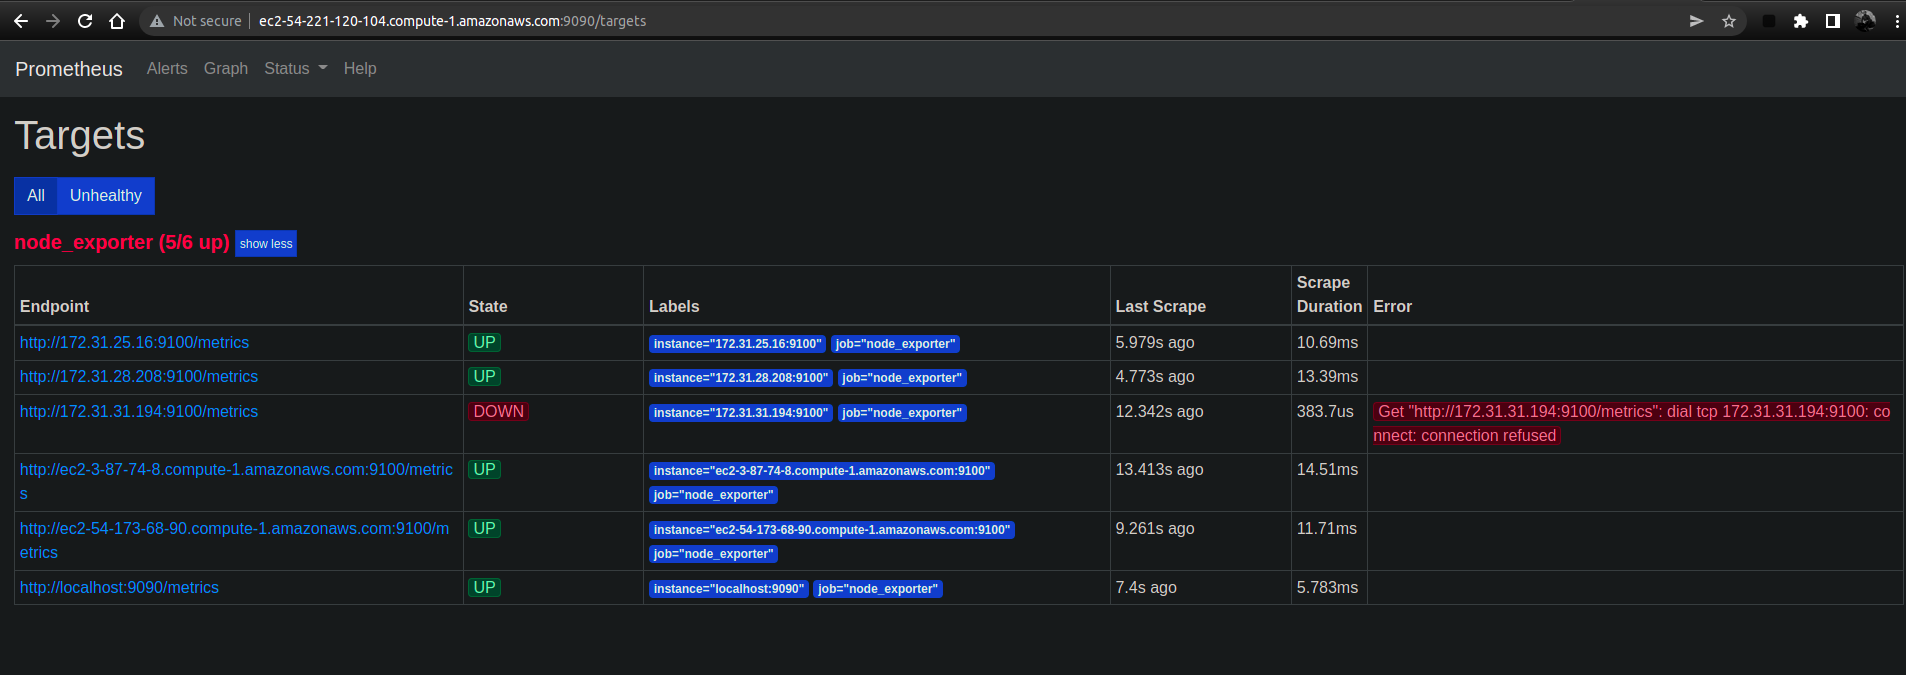 Not secure ec2-54-221-120-104.compute-1.amazonaws.com:9090/targets
Prometheus Alerts Graph Status Help
Targets
All Unhealthy
node_exporter (5/6 up) show less
Endpoint State Labels Last Scrape Scrape Duration Error
http://172.31.25.16:9100/metrics UP instance="172.31.25.16:9100" job="node_exporter" 5.979s ago 10.69ms
http://172.31.28.208:9100/metrics UP instance="172.31.28.208:9100" job="node_exporter" 4.773s ago 13.39ms
http://172.31.31.194:9100/metrics DOWN instance="172.31.31.194:9100" job="node_exporter" 12.342s ago 383.7us Get "http://172.31.31.194:9100/metrics": dial tcp 172.31.31.194:9100: co
nnect: connection refused
http://ec2-3-87-74-8.compute-1.amazonaws.com:9100/metric UP instance="ec2-3-87-74-8.compute-1.amazonaws.com:9100" 13.413s ago 14.51ms
s job="node_exporter"
http://ec2-54-173-68-90.compute-1.amazonaws.com:9100/m UP instance="ec2-54-173-68-90.compute-1.amazonaws.com:9100" 9.261s ago 11.71ms
etrics job="node_exporter"
http://localhost:9090/metrics UP instance="localhost:9090" job="node_exporter" 7.4s ago 5.783ms